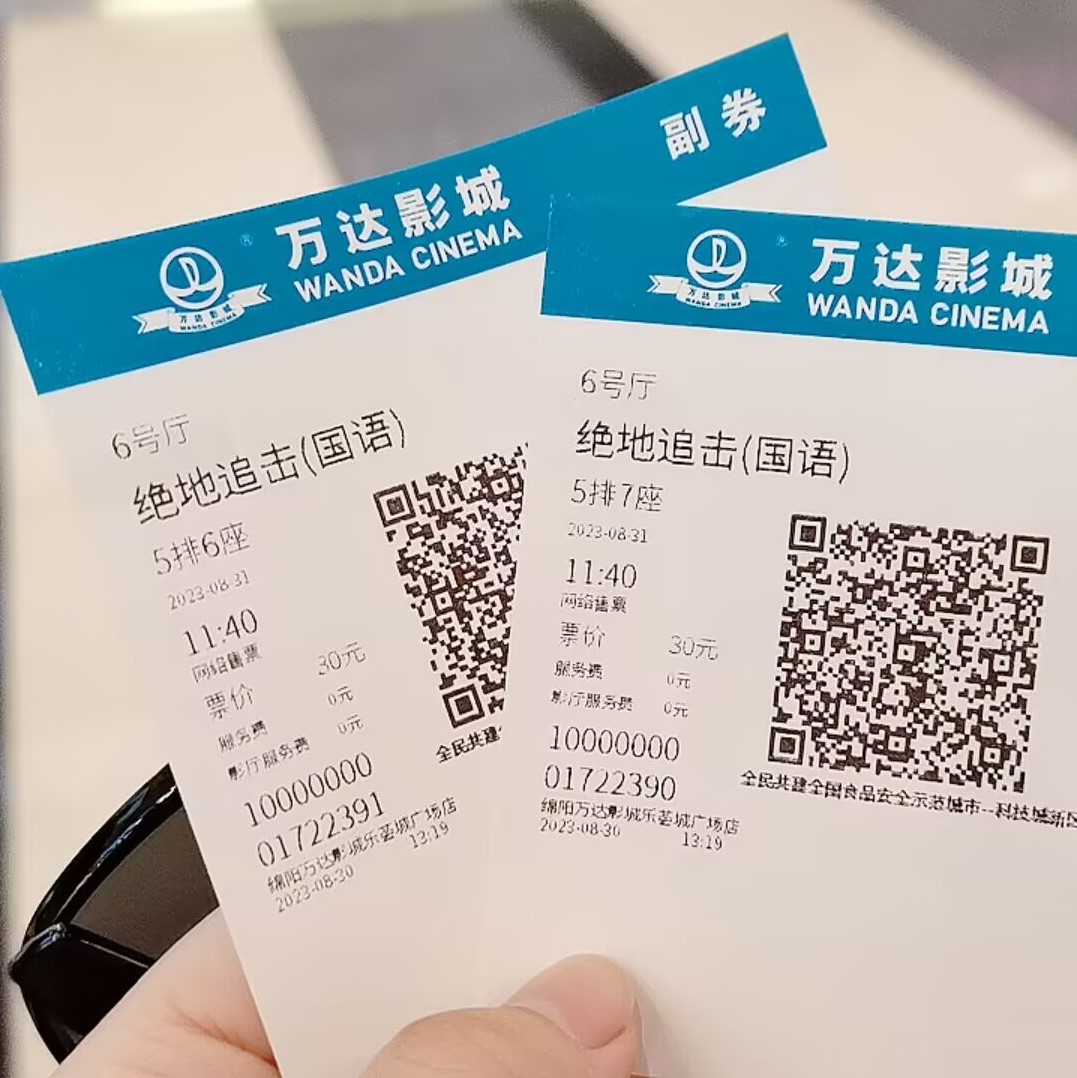 副券
万达影城
WANDA CINEMA
万达影城
WANDA CINEMA
6号厅
绝地追击(国语)
5排6座
2023-08-31
11:40
网络售票
票价 30元
服务费 0元
影厅服务费 0元
10000000
01722391
绵阳万达影城乐荟城广场店
2023-08-30 13:19
全民共建
万达影城
WANDA CINEMA
万达影城
WANDA CINEMA
6号厅
绝地追击(国语)
5排7座
2023-08-31
11:40
网络售票
票价 30元
服务费 0元
影厅服务费 0元
10000000
01722390
绵阳万达影城乐荟城广场店
2023-08-30 13:19
全民共建全国食品安全示范城市--科技城新区